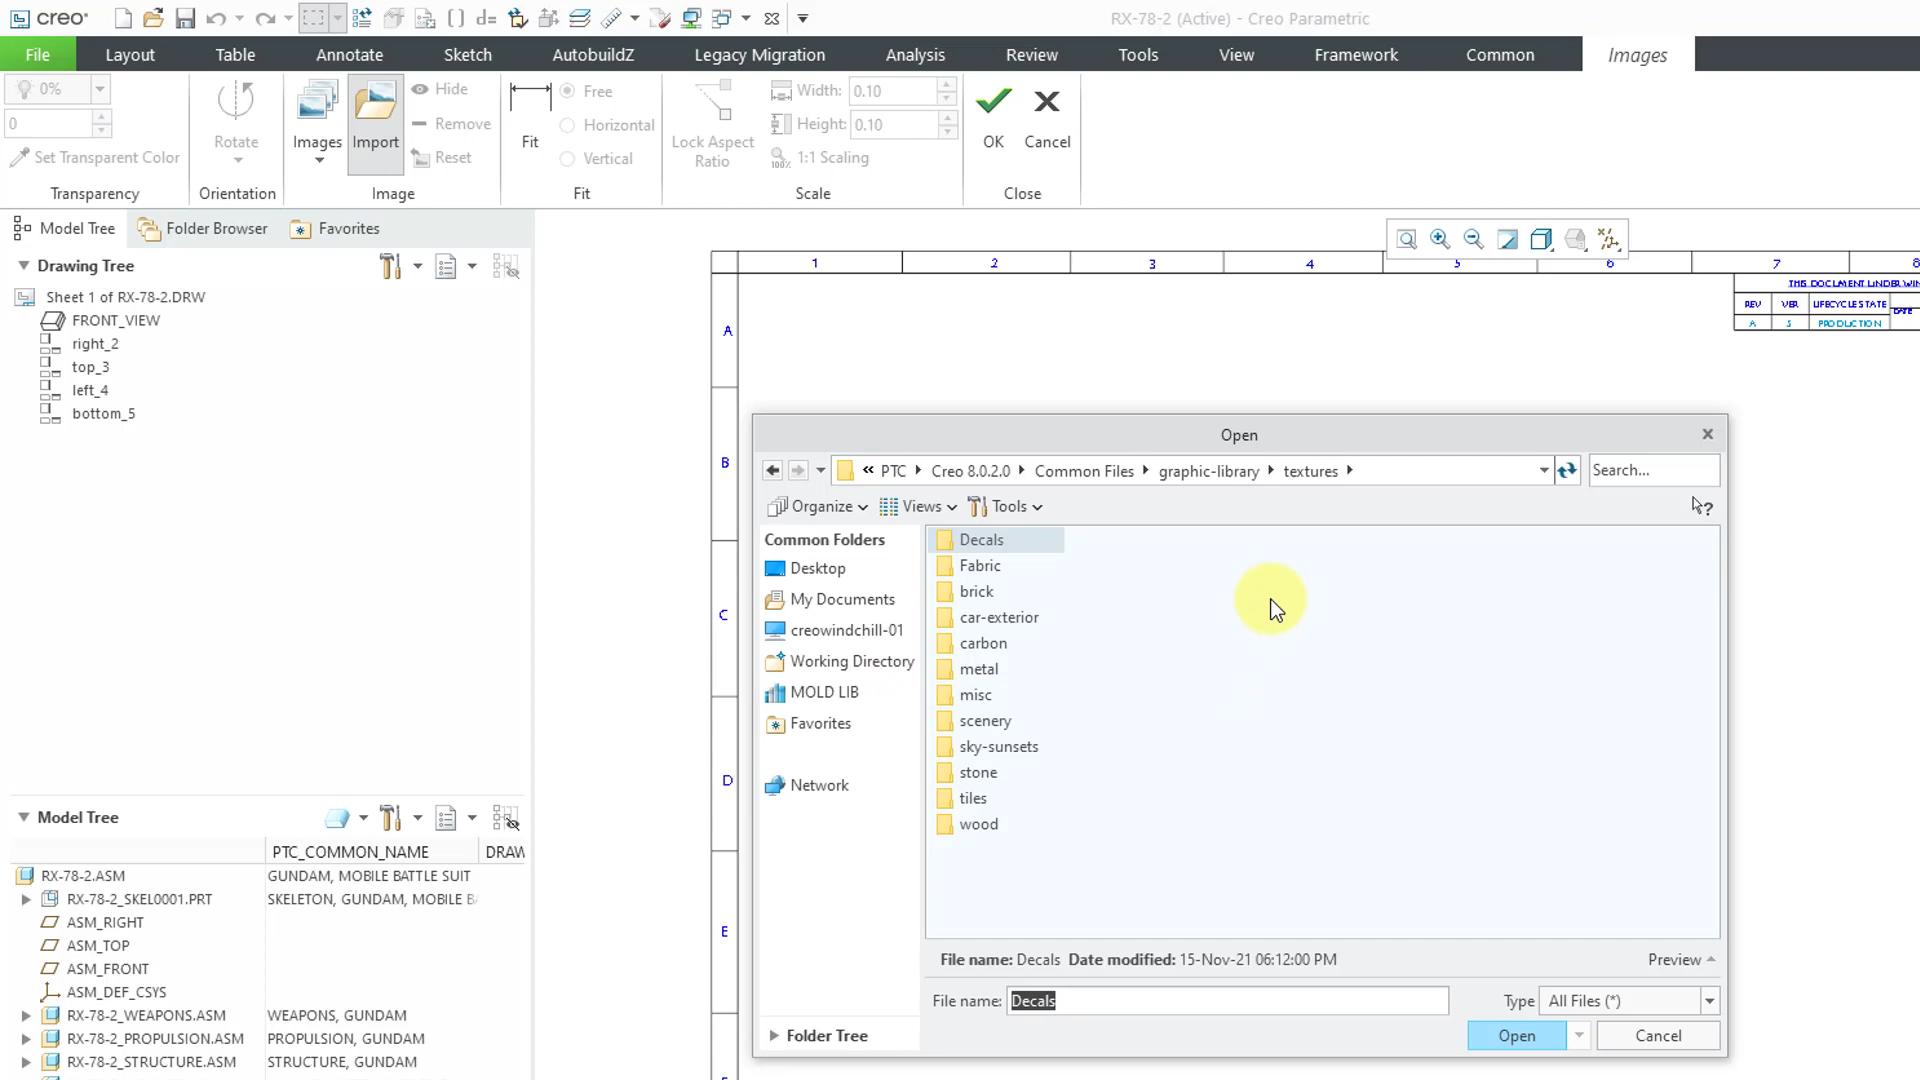 creo®
d=
RX-78-2 (Active) - Creo Parametric
File Layout Table Annotate Sketch AutobuildZ Legacy Migration Analysis Review Tools View Framework Common Images
0% Hide Free Width: 0.10
0 Remove Horizontal Height: 0.10
Set Transparent Color Rotate Images Import Reset Fit Vertical Lock Aspect Ratio 100% 1:1 Scaling OK Cancel
Transparency Orientation Image Fit Scale Close
Model Tree Folder Browser Favorites
Drawing Tree
Sheet 1 of RX-78-2.DRW
FRONT_VIEW
right_2
top_3
left_4
bottom_5
1 2 3 4 5 6 7 8
THIS DOCUMENT UNDER WIN
REV VER LIFECYCLE STATE DATE
A 5 PRODUCTION
A
B
C
D
E
Open
« PTC Creo 8.0.2.0 Common Files graphic-library textures Search...
Organize Views Tools
Common Folders
Desktop
My Documents
creowindchill-01
Working Directory
MOLD LIB
Favorites
Network
Decals
Fabric
brick
car-exterior
carbon
metal
misc
scenery
sky-sunsets
stone
tiles
wood
File name: Decals Date modified: 15-Nov-21 06:12:00 PM Preview
File name: Decals Type All Files (*)
Folder Tree Open Cancel
Model Tree
PTC_COMMON_NAME DRAW
RX-78-2.ASM GUNDAM, MOBILE BATTLE SUIT
RX-78-2_SKEL0001.PRT SKELETON, GUNDAM, MOBILE B
ASM_RIGHT
ASM_TOP
ASM_FRONT
ASM_DEF_CSYS
RX-78-2_WEAPONS.ASM WEAPONS, GUNDAM
RX-78-2_PROPULSION.ASM PROPULSION, GUNDAM
RX-78-2_STRUCTURE.ASM STRUCTURE, GUNDAM